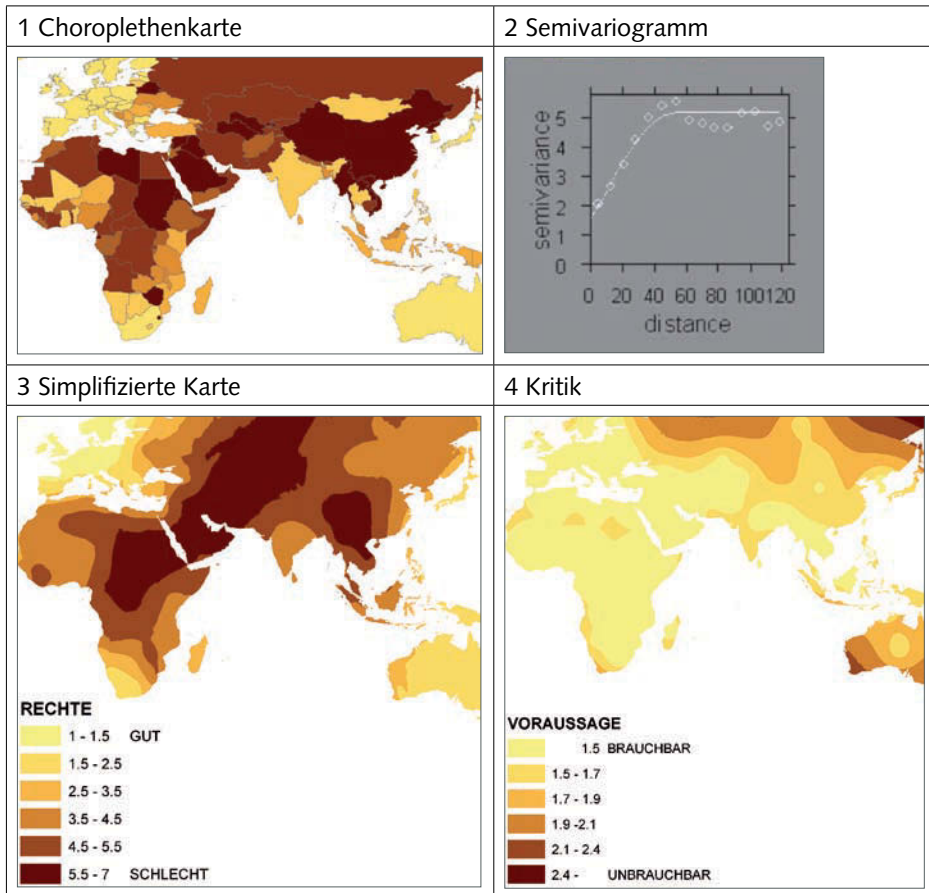 1 Choroplethenkarte
2 Semivariogramm
semivariance
5
4
3
2
1
0
0 20 40 60 80 100120
distance
3 Simplifizierte Karte
4 Kritik
RECHTE
1 - 1.5 GUT
1.5 - 2.5
2.5 - 3.5
3.5 - 4.5
4.5 - 5.5
5.5 - 7 SCHLECHT
VORAUSSAGE
1.5 BRAUCHBAR
1.5 - 1.7
1.7 - 1.9
1.9 -2.1
2.1 - 2.4
2.4 - UNBRAUCHBAR